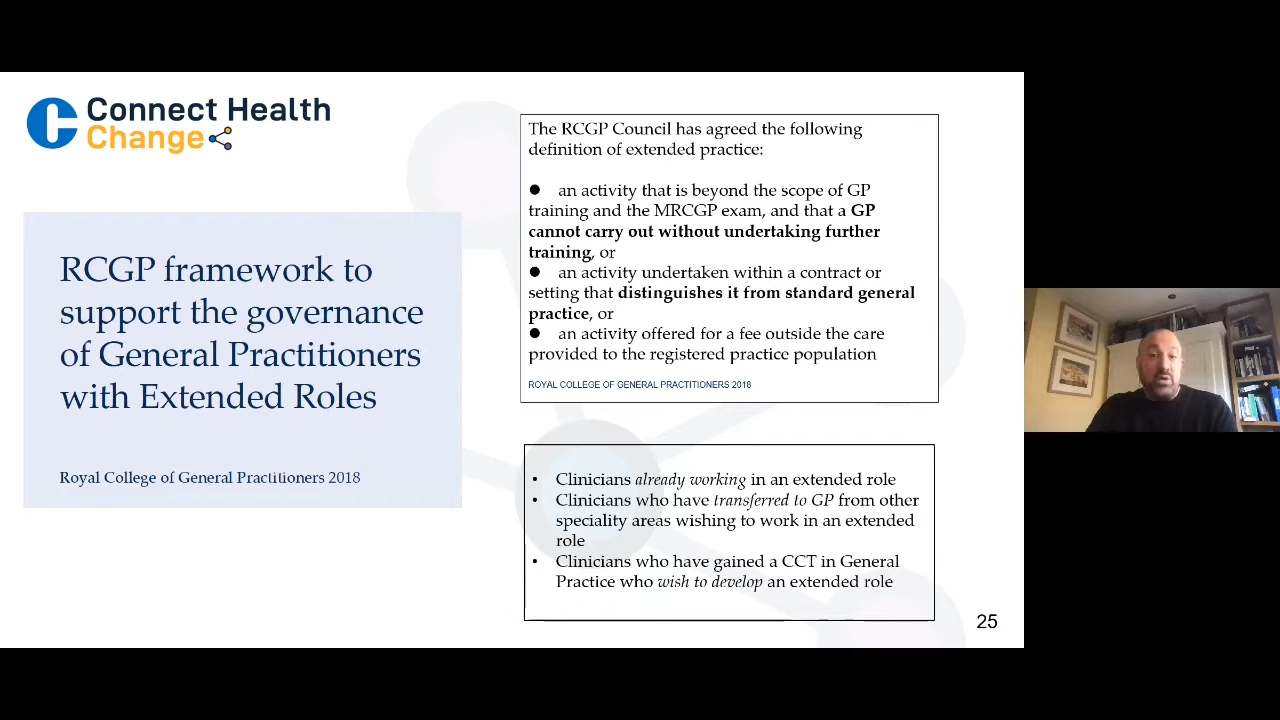 Connect Health
Change
RCGP framework to
support the governance
of General Practitioners
with Extended Roles
Royal College of General Practitioners 2018
The RCGP Council has agreed the following
definition of extended practice:
● an activity that is beyond the scope of GP
training and the MRCGP exam, and that a GP
cannot carry out without undertaking further
training, or
● an activity undertaken within a contract or
setting that distinguishes it from standard general
practice, or
● an activity offered for a fee outside the care
provided to the registered practice population
ROYAL COLLEGE OF GENERAL PRACTITIONERS 2018
• Clinicians already working in an extended role
• Clinicians who have transferred to GP from other
speciality areas wishing to work in an extended
role
• Clinicians who have gained a CCT in General
Practice who wish to develop an extended role
25